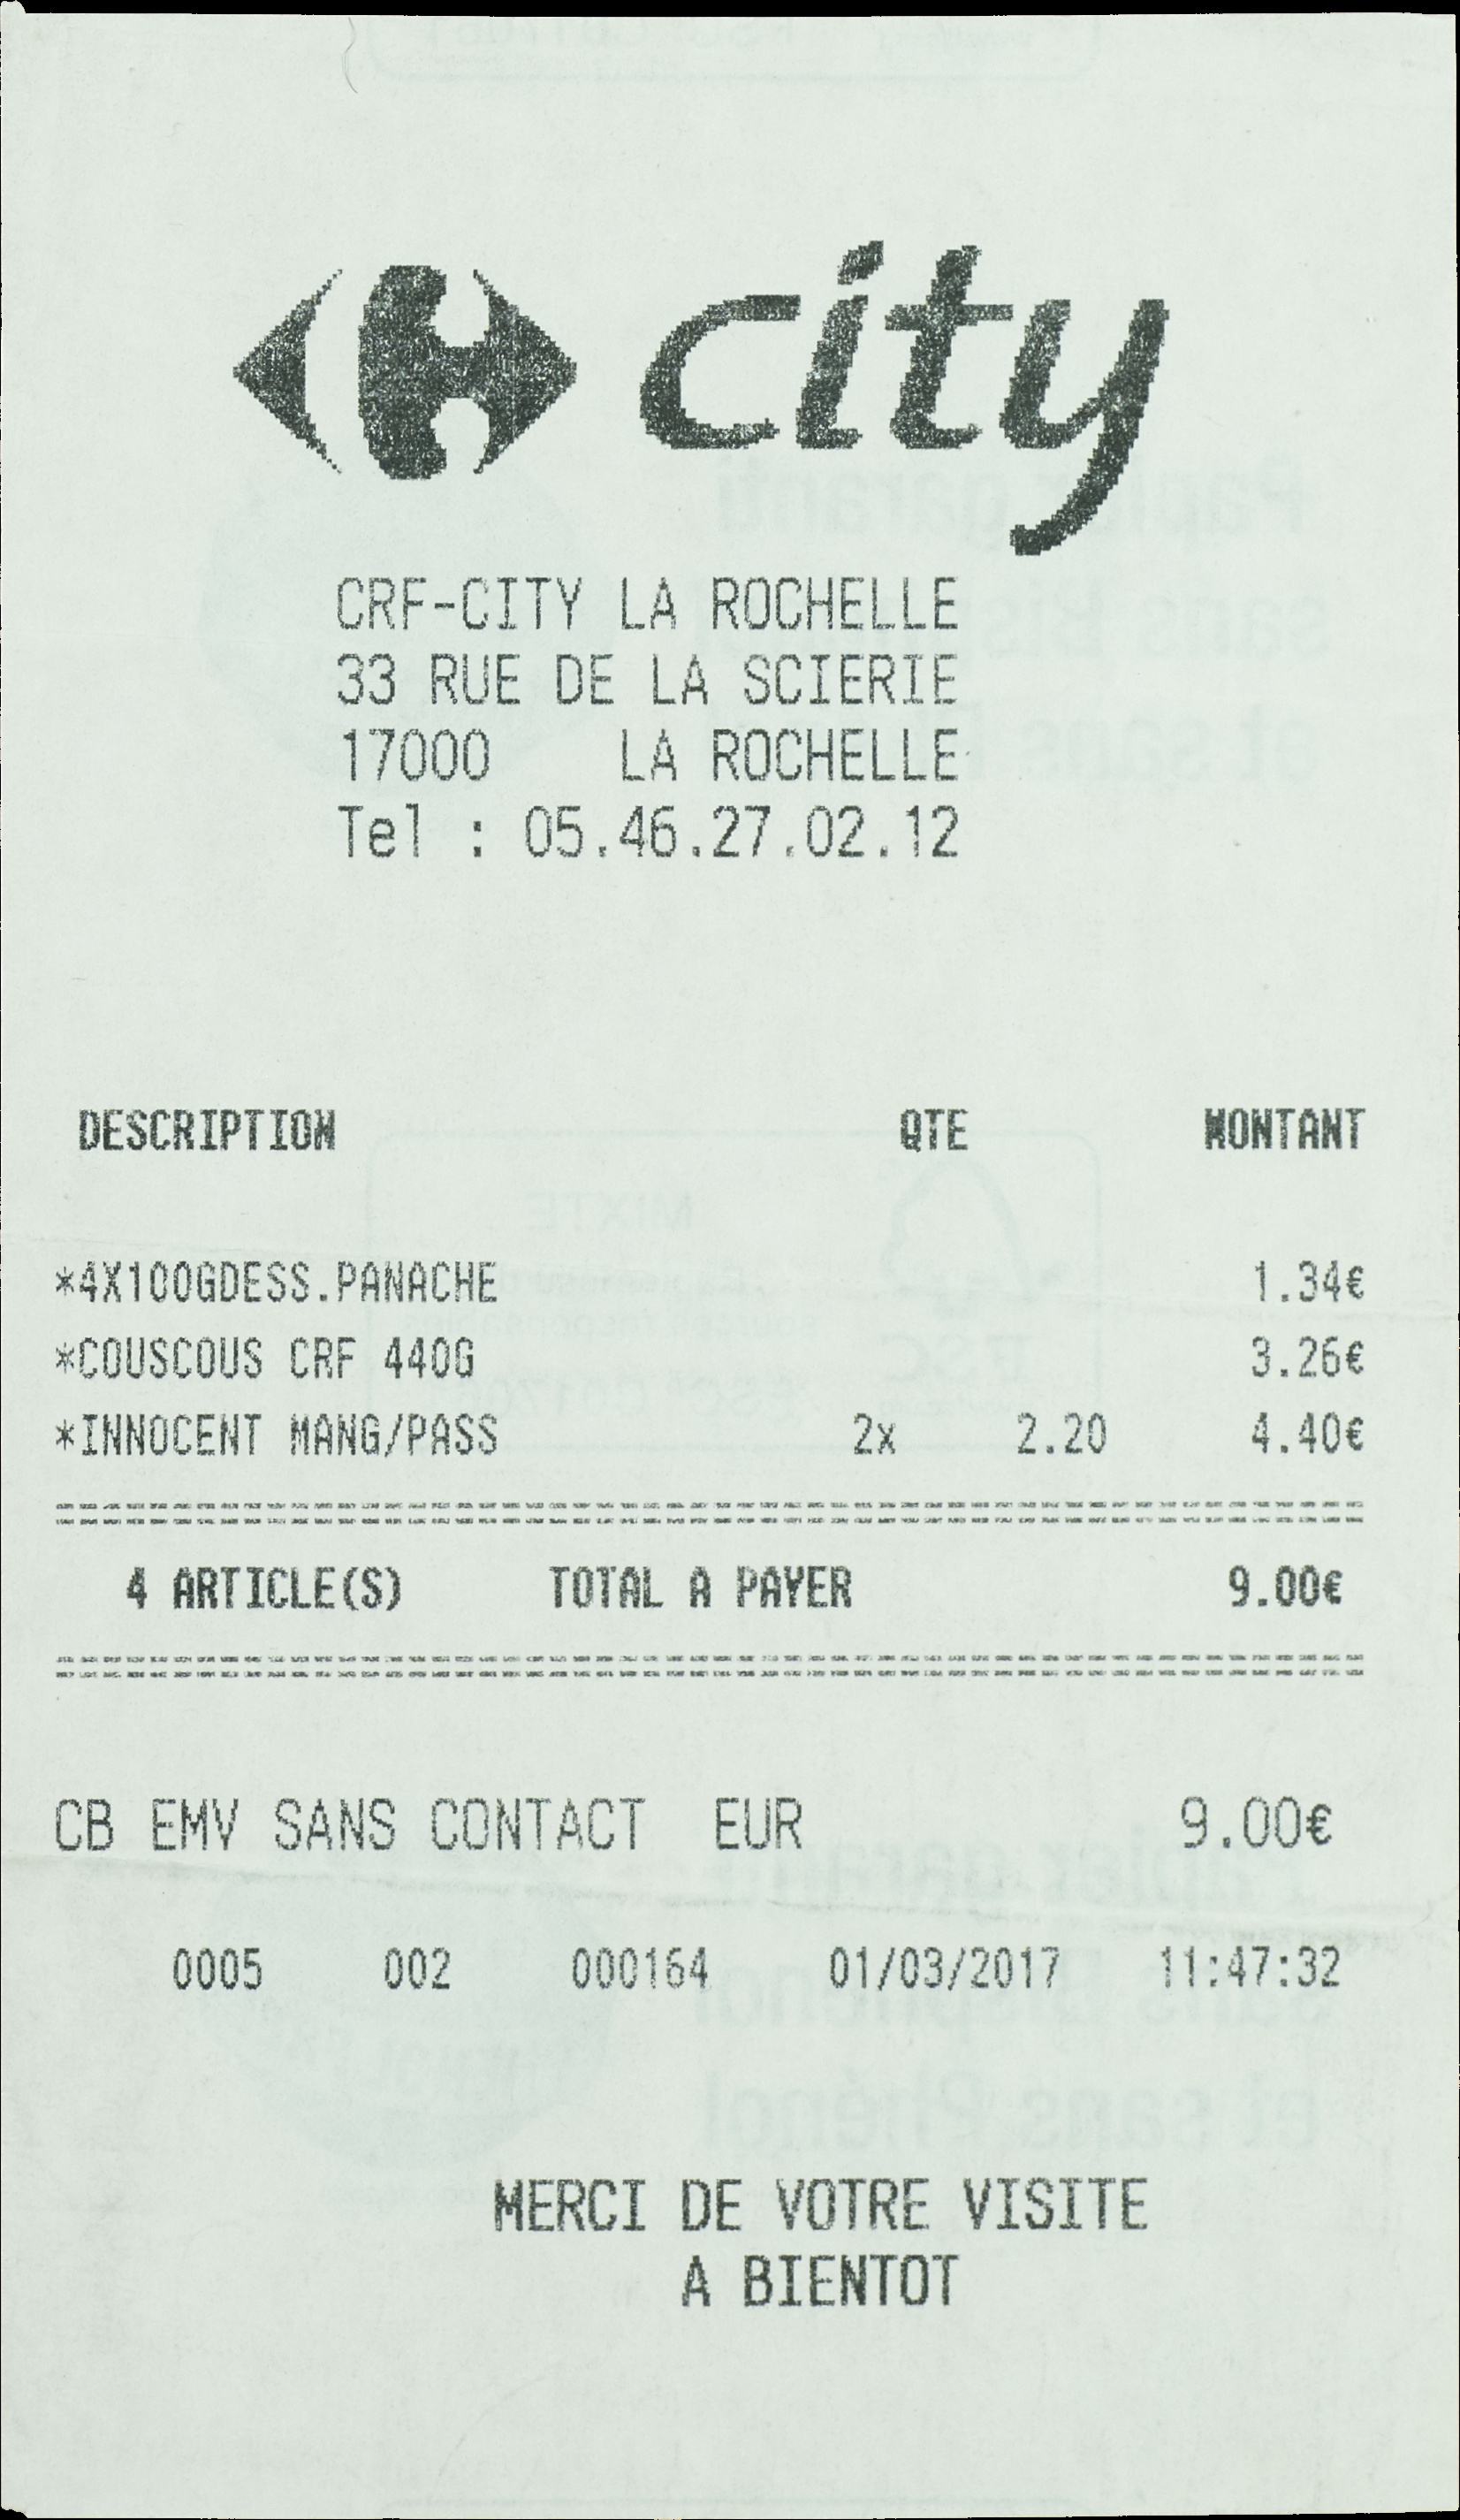 city
CRF-CITY LA ROCHELLE
33 RUE DE LA SCIERIE
17000 LA ROCHELLE
Tel : 05.46.27.02.12
DESCRIPTION QTE MONTANT
*4X100GDESS.PANACHE 1.34€
*COUSCOUS CRF 440G 3.26€
*INNOCENT MANG/PASS 2x 2.20 4.40€
4 ARTICLE(S) TOTAL A PAYER 9.00€
CB EMV SANS CONTACT EUR 9.00€
0005 002 000164 01/03/2017 11:47:32
MERCI DE VOTRE VISITE
A BIENTOT